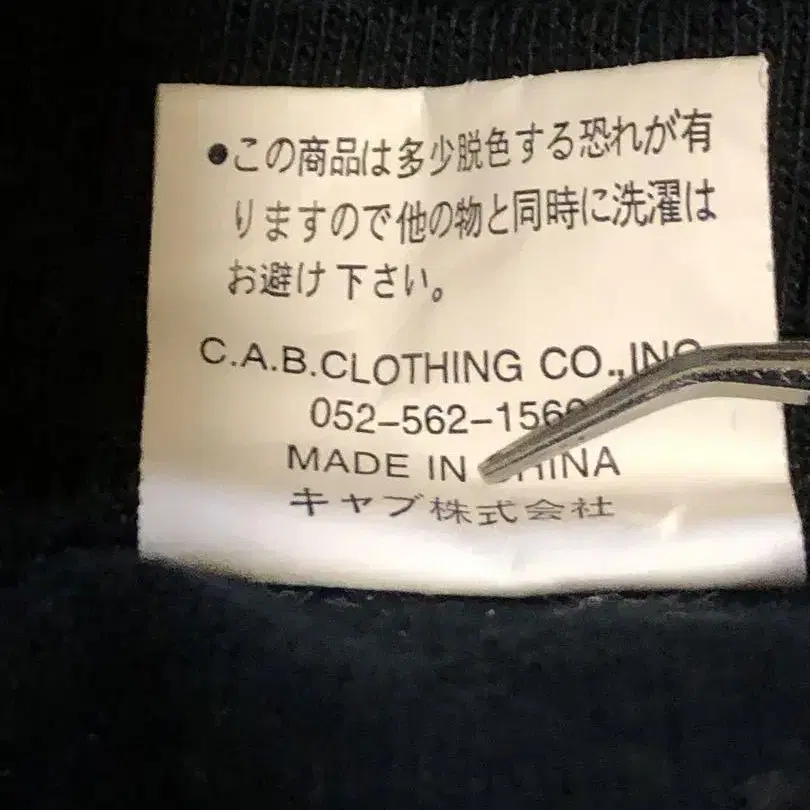 ●この商品は多少脱色する恐れが有
りますので他の物と同時に洗濯は
お避け下さい。
C.A.B.CLOTHING CO.,INC
MADE IN CHINA
キャブ株式会社